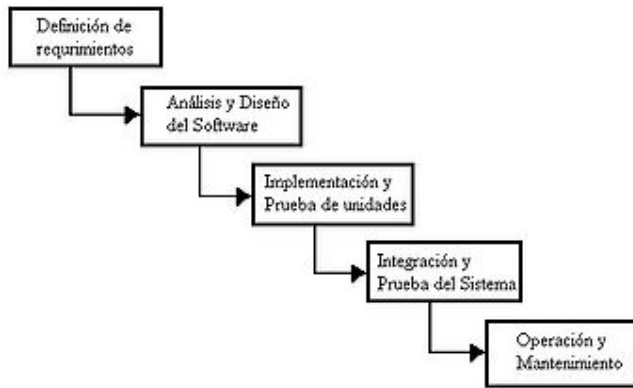 Definición de
requrimientos
Análisis y Diseño
del Software
Implementación y
Prueba de unidades
Integración y
Prueba del Sistema
Operación y
Mantenimiento